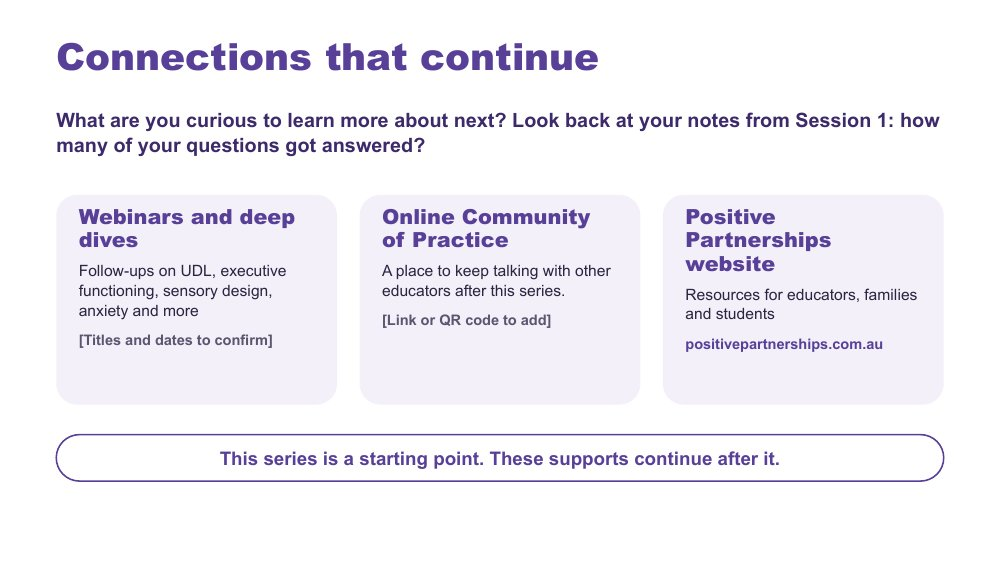 Connections that continue
What are you curious to learn more about next? Look back at your notes from Session 1: how
many of your questions got answered?
Webinars and deep
dives
Follow-ups on UDL, executive
functioning, sensory design,
anxiety and more
[Titles and dates to confirm]
Online Community
of Practice
A place to keep talking with other
educators after this series.
[Link or QR code to add]
Positive
Partnerships
website
Resources for educators, families
and students
positivepartnerships.com.au
This series is a starting point. These supports continue after it.